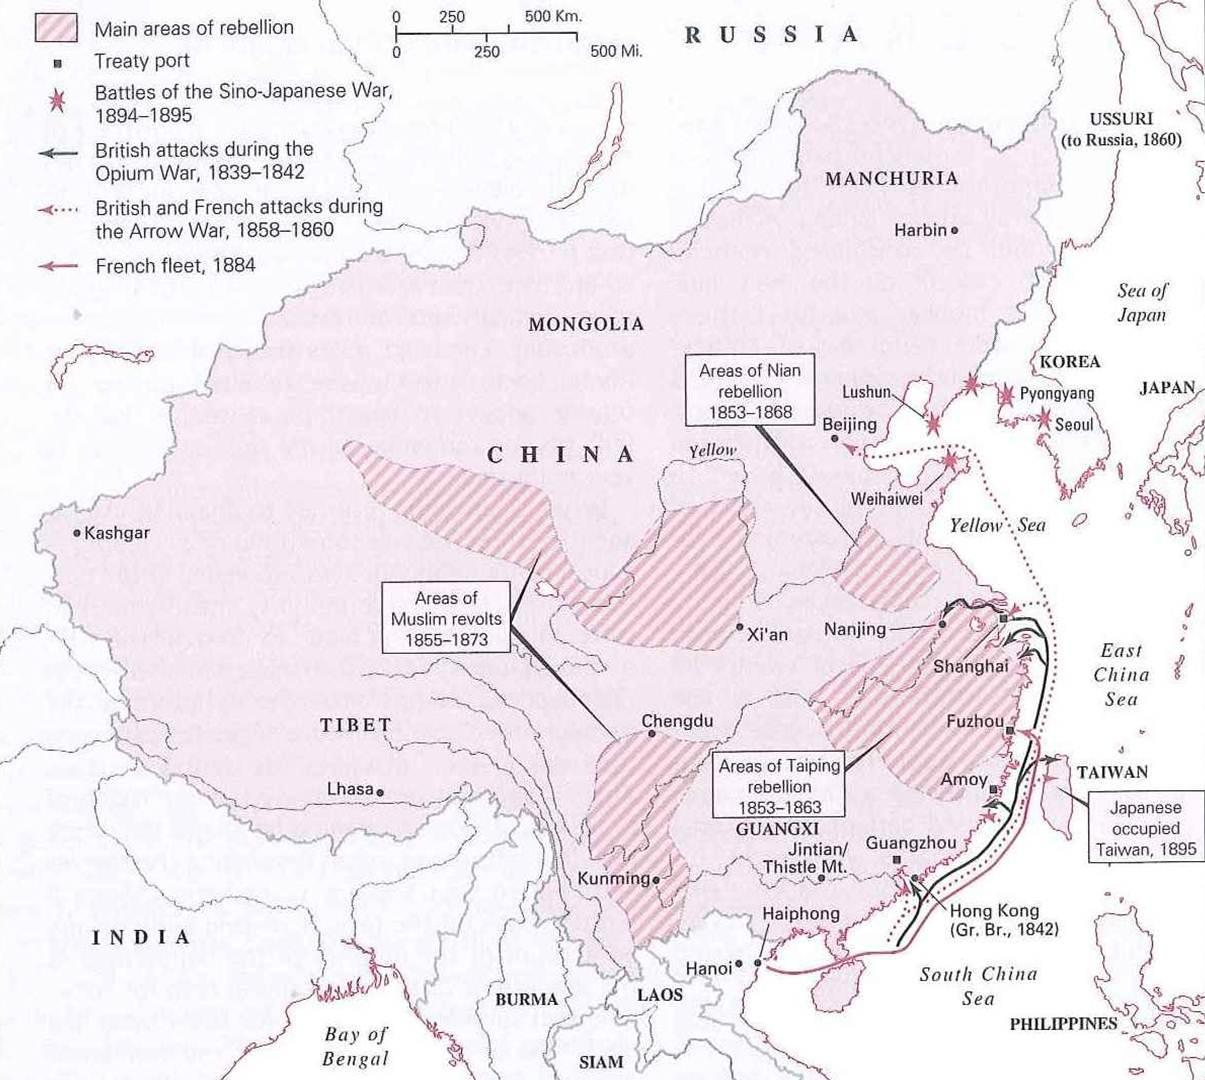 0 250 500 Km.
0 250 500 Mi.
Main areas of rebellion
Treaty port
Battles of the Sino-Japanese War,
1894–1895
British attacks during the
Opium War, 1839–1842
British and French attacks during
the Arrow War, 1858–1860
French fleet, 1884
RUSSIA
USSURI
(to Russia, 1860)
MANCHURIA
Harbin
Sea of
Japan
MONGOLIA
KOREA
JAPAN
Areas of Nian
rebellion
1853–1868
Lushun
Pyongyang
Beijing
Seoul
CHINA
Yellow
Weihaiwei
Yellow Sea
Kashgar
Areas of
Muslim revolts
1855–1873
Xi'an
Nanjing
Shanghai
East
China
Sea
TIBET
Chengdu
Fuzhou
Lhasa
Areas of Taiping
rebellion
1853–1863
Amoy
TAIWAN
Japanese
occupied
Taiwan, 1895
GUANGXI
Jintian/
Thistle Mt.
Guangzhou
Kunming
Haiphong
Hong Kong
(Gr. Br., 1842)
INDIA
Hanoi
South China
Sea
BURMA
LAOS
PHILIPPINES
Bay of
Bengal
SIAM